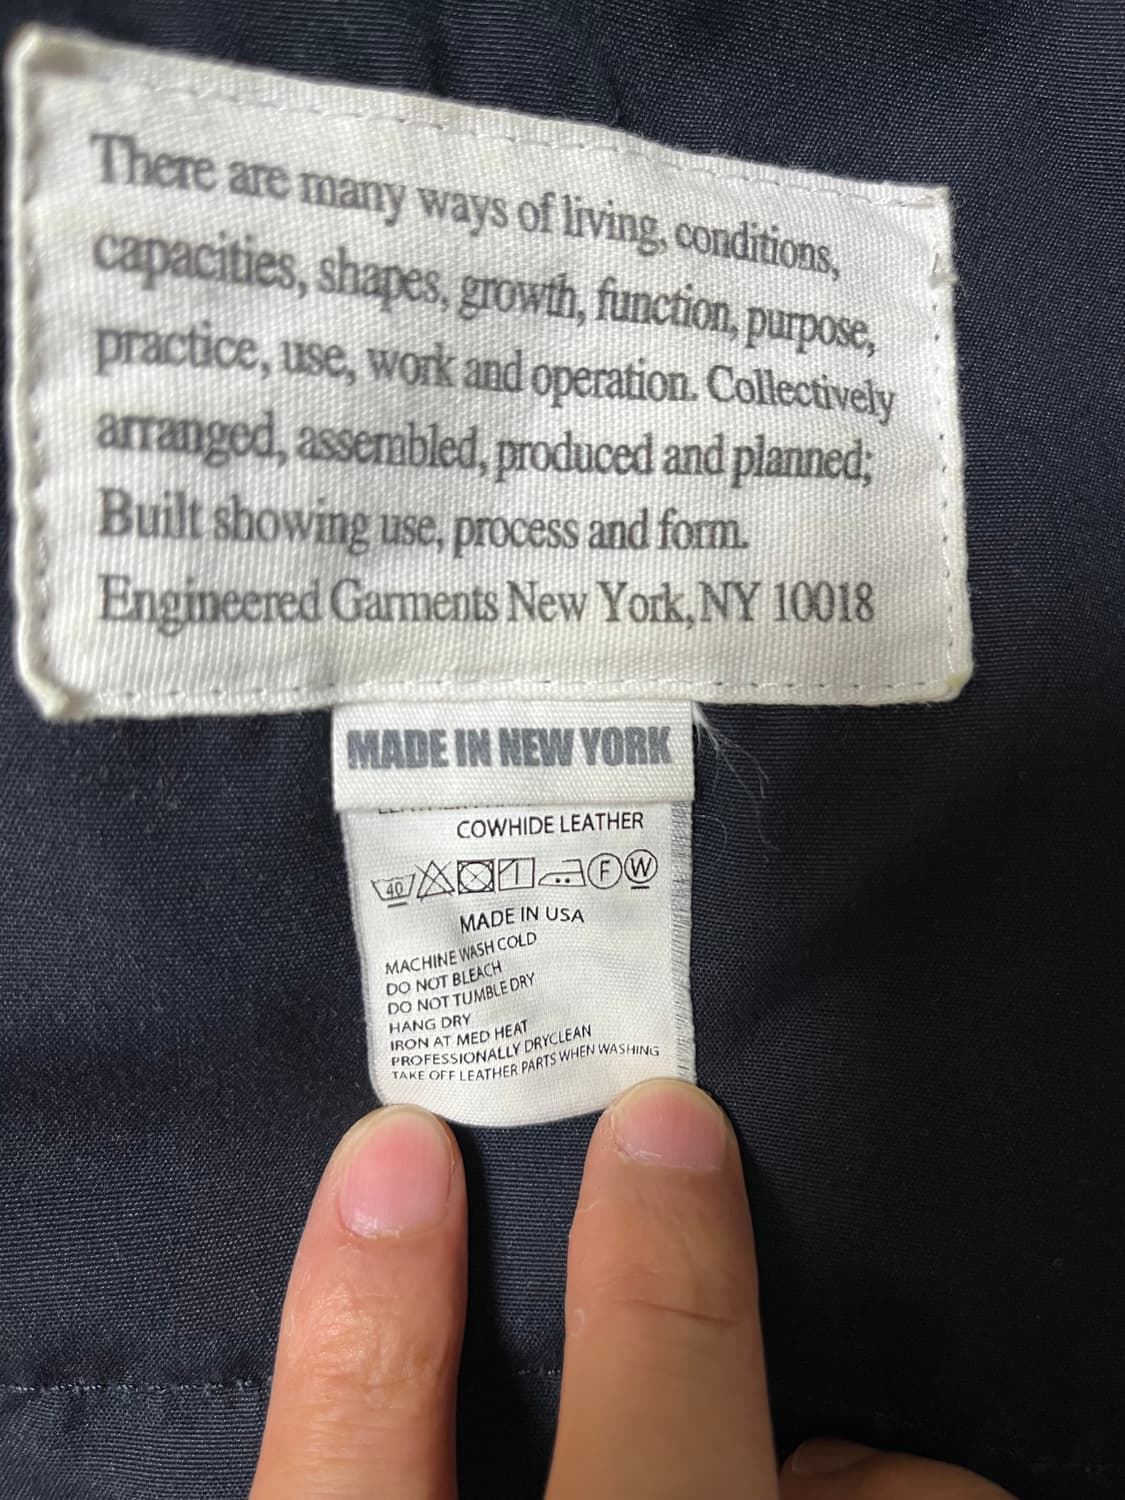 There are many ways of living, conditions,
capacities, shapes, growth, function, purpose,
practice, use, work and operation. Collectively
arranged, assembled, produced and planned;
Built showing use, process and form.
Engineered Garments New York, NY 10018
MADE IN NEW YORK
COWHIDE LEATHER
40 F W
MADE IN USA
MACHINE WASH COLD
DO NOT BLEACH
DO NOT TUMBLE DRY
HANG DRY
IRON AT MED HEAT
PROFESSIONALLY DRYCLEAN
TAKE OFF LEATHER PARTS WHEN WASHING